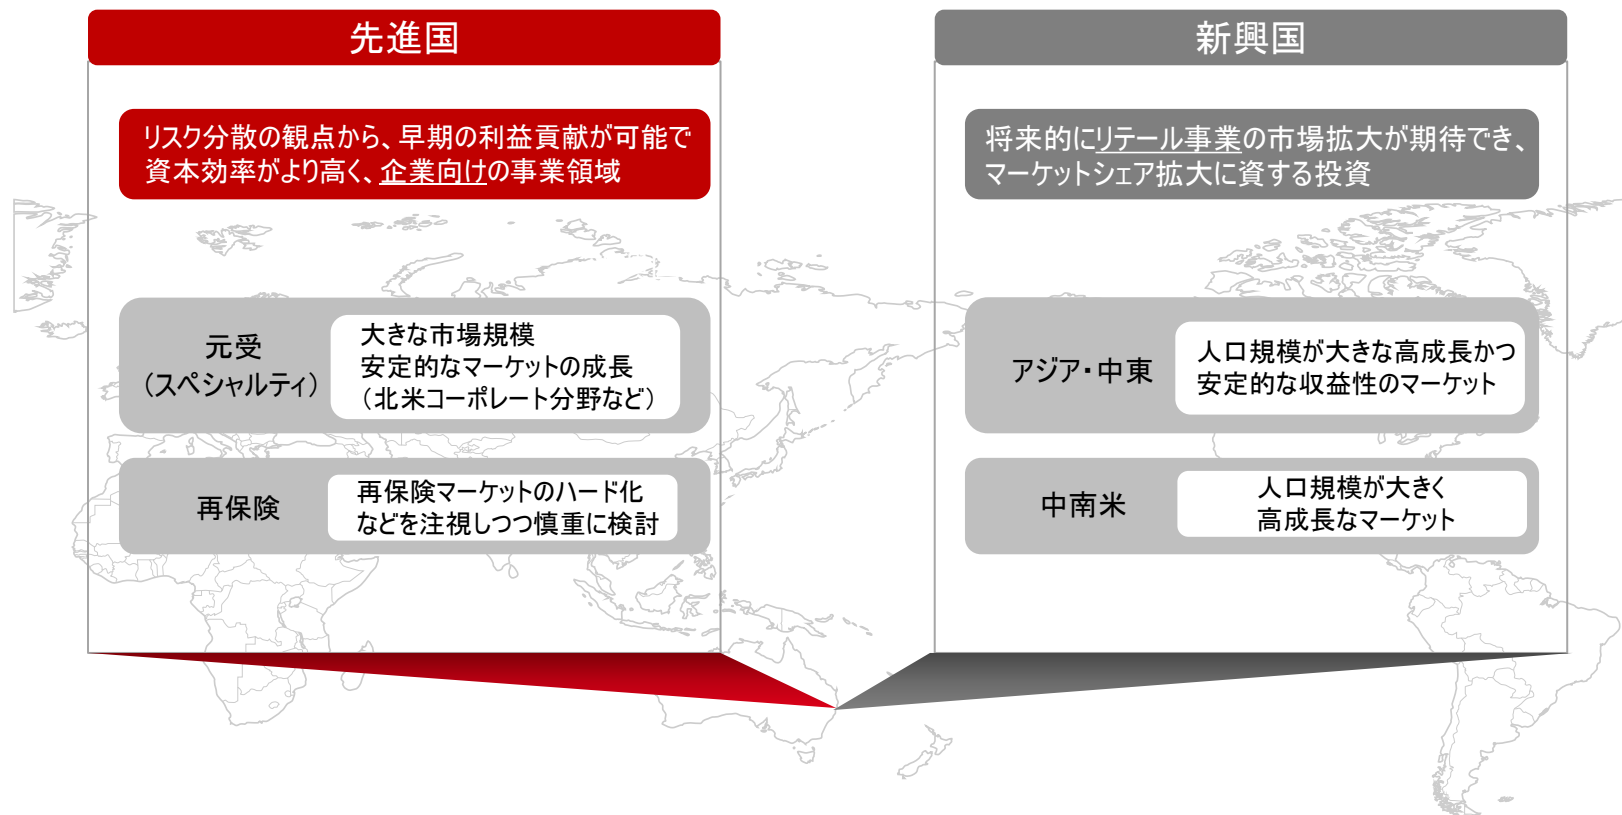 先進国
リスク分散の観点から、早期の利益貢献が可能で
資本効率がより高く、企業向けの事業領域
元受
（スペシャルティ）
大きな市場規模
安定的なマーケットの成長
（北米コーポレート分野など）
再保険
再保険マーケットのハード化
などを注視しつつ慎重に検討
新興国
将来的にリテール事業の市場拡大が期待でき、
マーケットシェア拡大に資する投資
アジア・中東
人口規模が大きな高成長かつ
安定的な収益性のマーケット
中南米
人口規模が大きく
高成長なマーケット